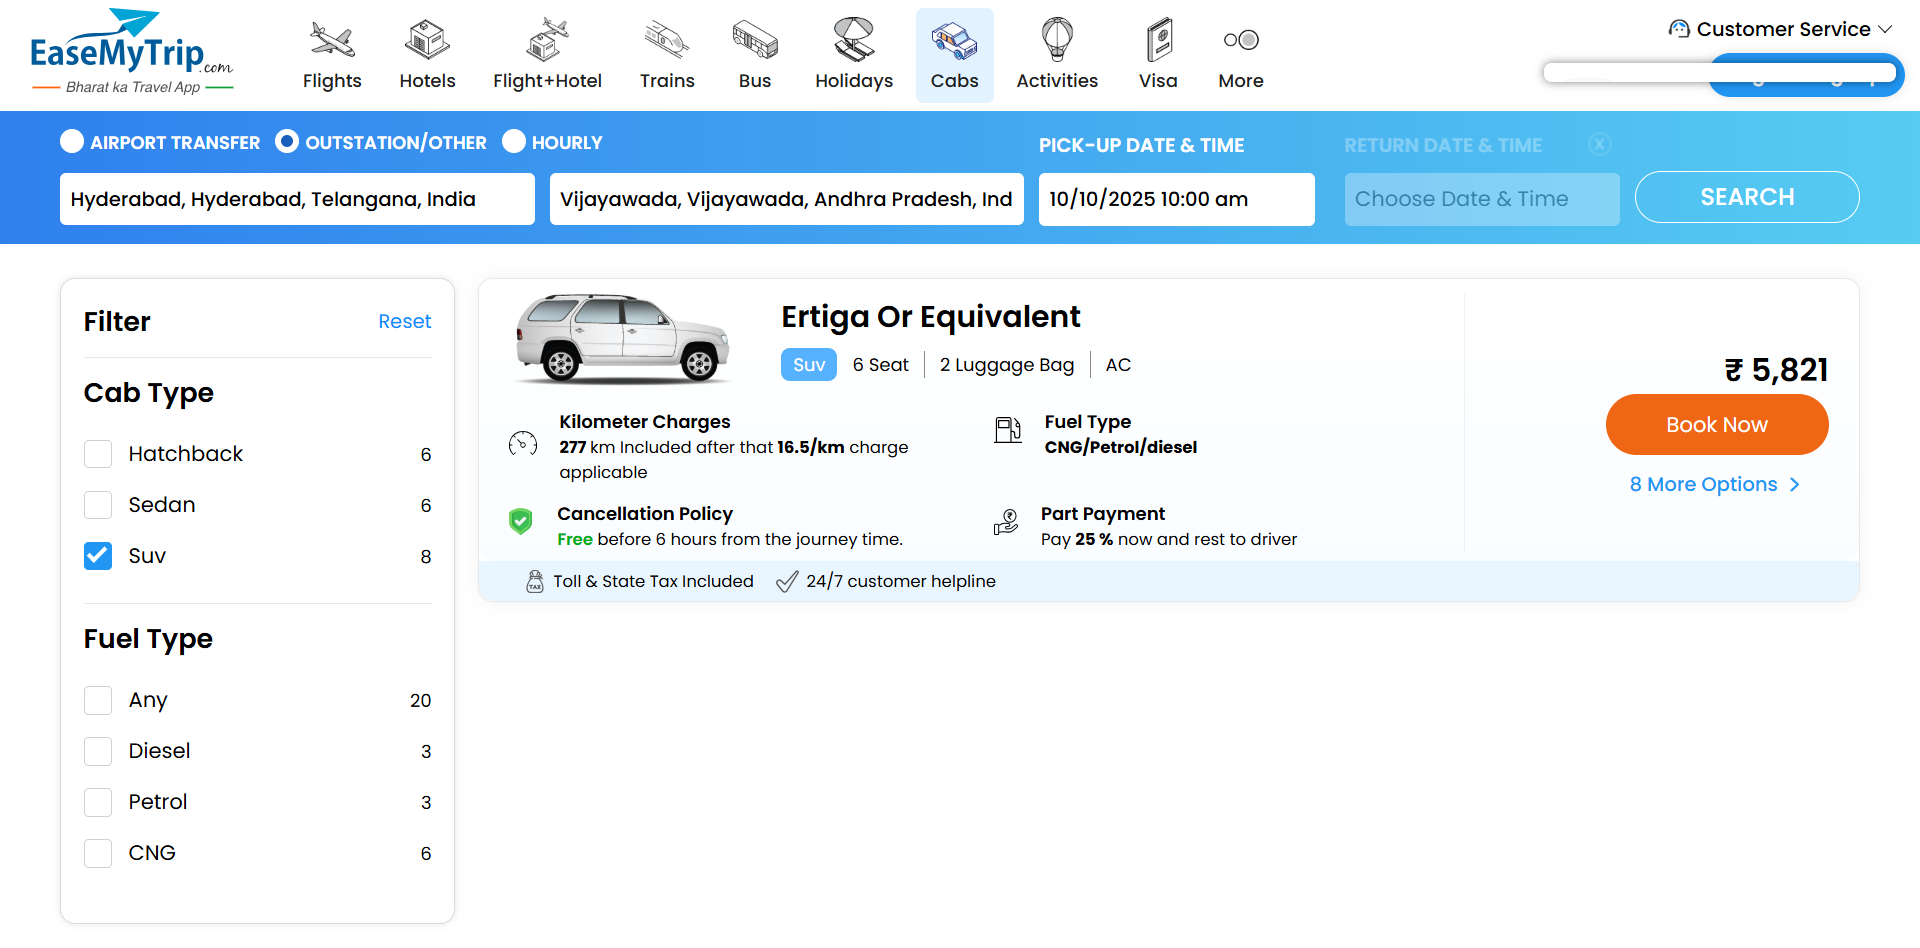 EaseMyTrip.com
Bharat ka Travel App
Flights
Hotels
Flight+Hotel
Trains
Bus
Holidays
Cabs
Activities
Visa
More
Customer Service
AIRPORT TRANSFER
OUTSTATION/OTHER
HOURLY
PICK-UP DATE & TIME
RETURN DATE & TIME
X
Hyderabad, Hyderabad, Telangana, India
Vijayawada, Vijayawada, Andhra Pradesh, Ind
10/10/2025 10:00 am
Choose Date & Time
SEARCH
Filter
Reset
Cab Type
Hatchback 6
Sedan 6
Suv 8
Fuel Type
Any 20
Diesel 3
Petrol 3
CNG 6
Ertiga Or Equivalent
Suv 6 Seat 2 Luggage Bag AC
Kilometer Charges
277 km Included after that 16.5/km charge
applicable
Fuel Type
CNG/Petrol/diesel
Cancellation Policy
Free before 6 hours from the journey time.
Part Payment
Pay 25 % now and rest to driver
₹ 5,821
Book Now
8 More Options
TAX
Toll & State Tax Included
24/7 customer helpline